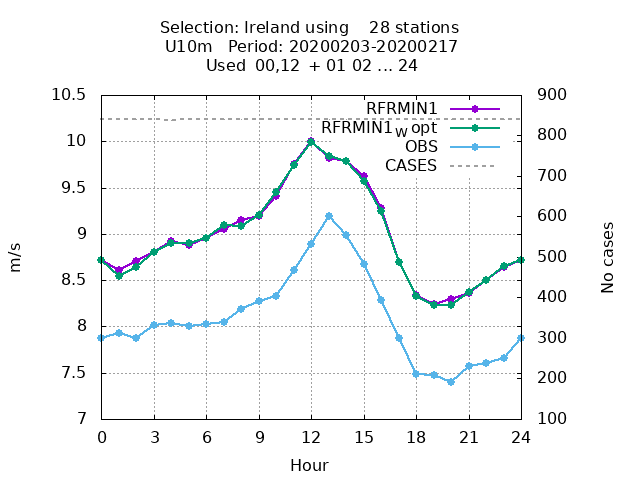 Selection: Ireland using    28 stations
U10m   Period: 20200203-20200217
Used  00,12  + 01 02 ... 24
10.5
10
9.5
9
8.5
8
7.5
7
900
800
700
600
500
400
300
200
100
RFRMIN1
RFRMIN1_W opt
OBS
CASES
m/s
No cases
0 3 6 9 12 15 18 21 24
Hour